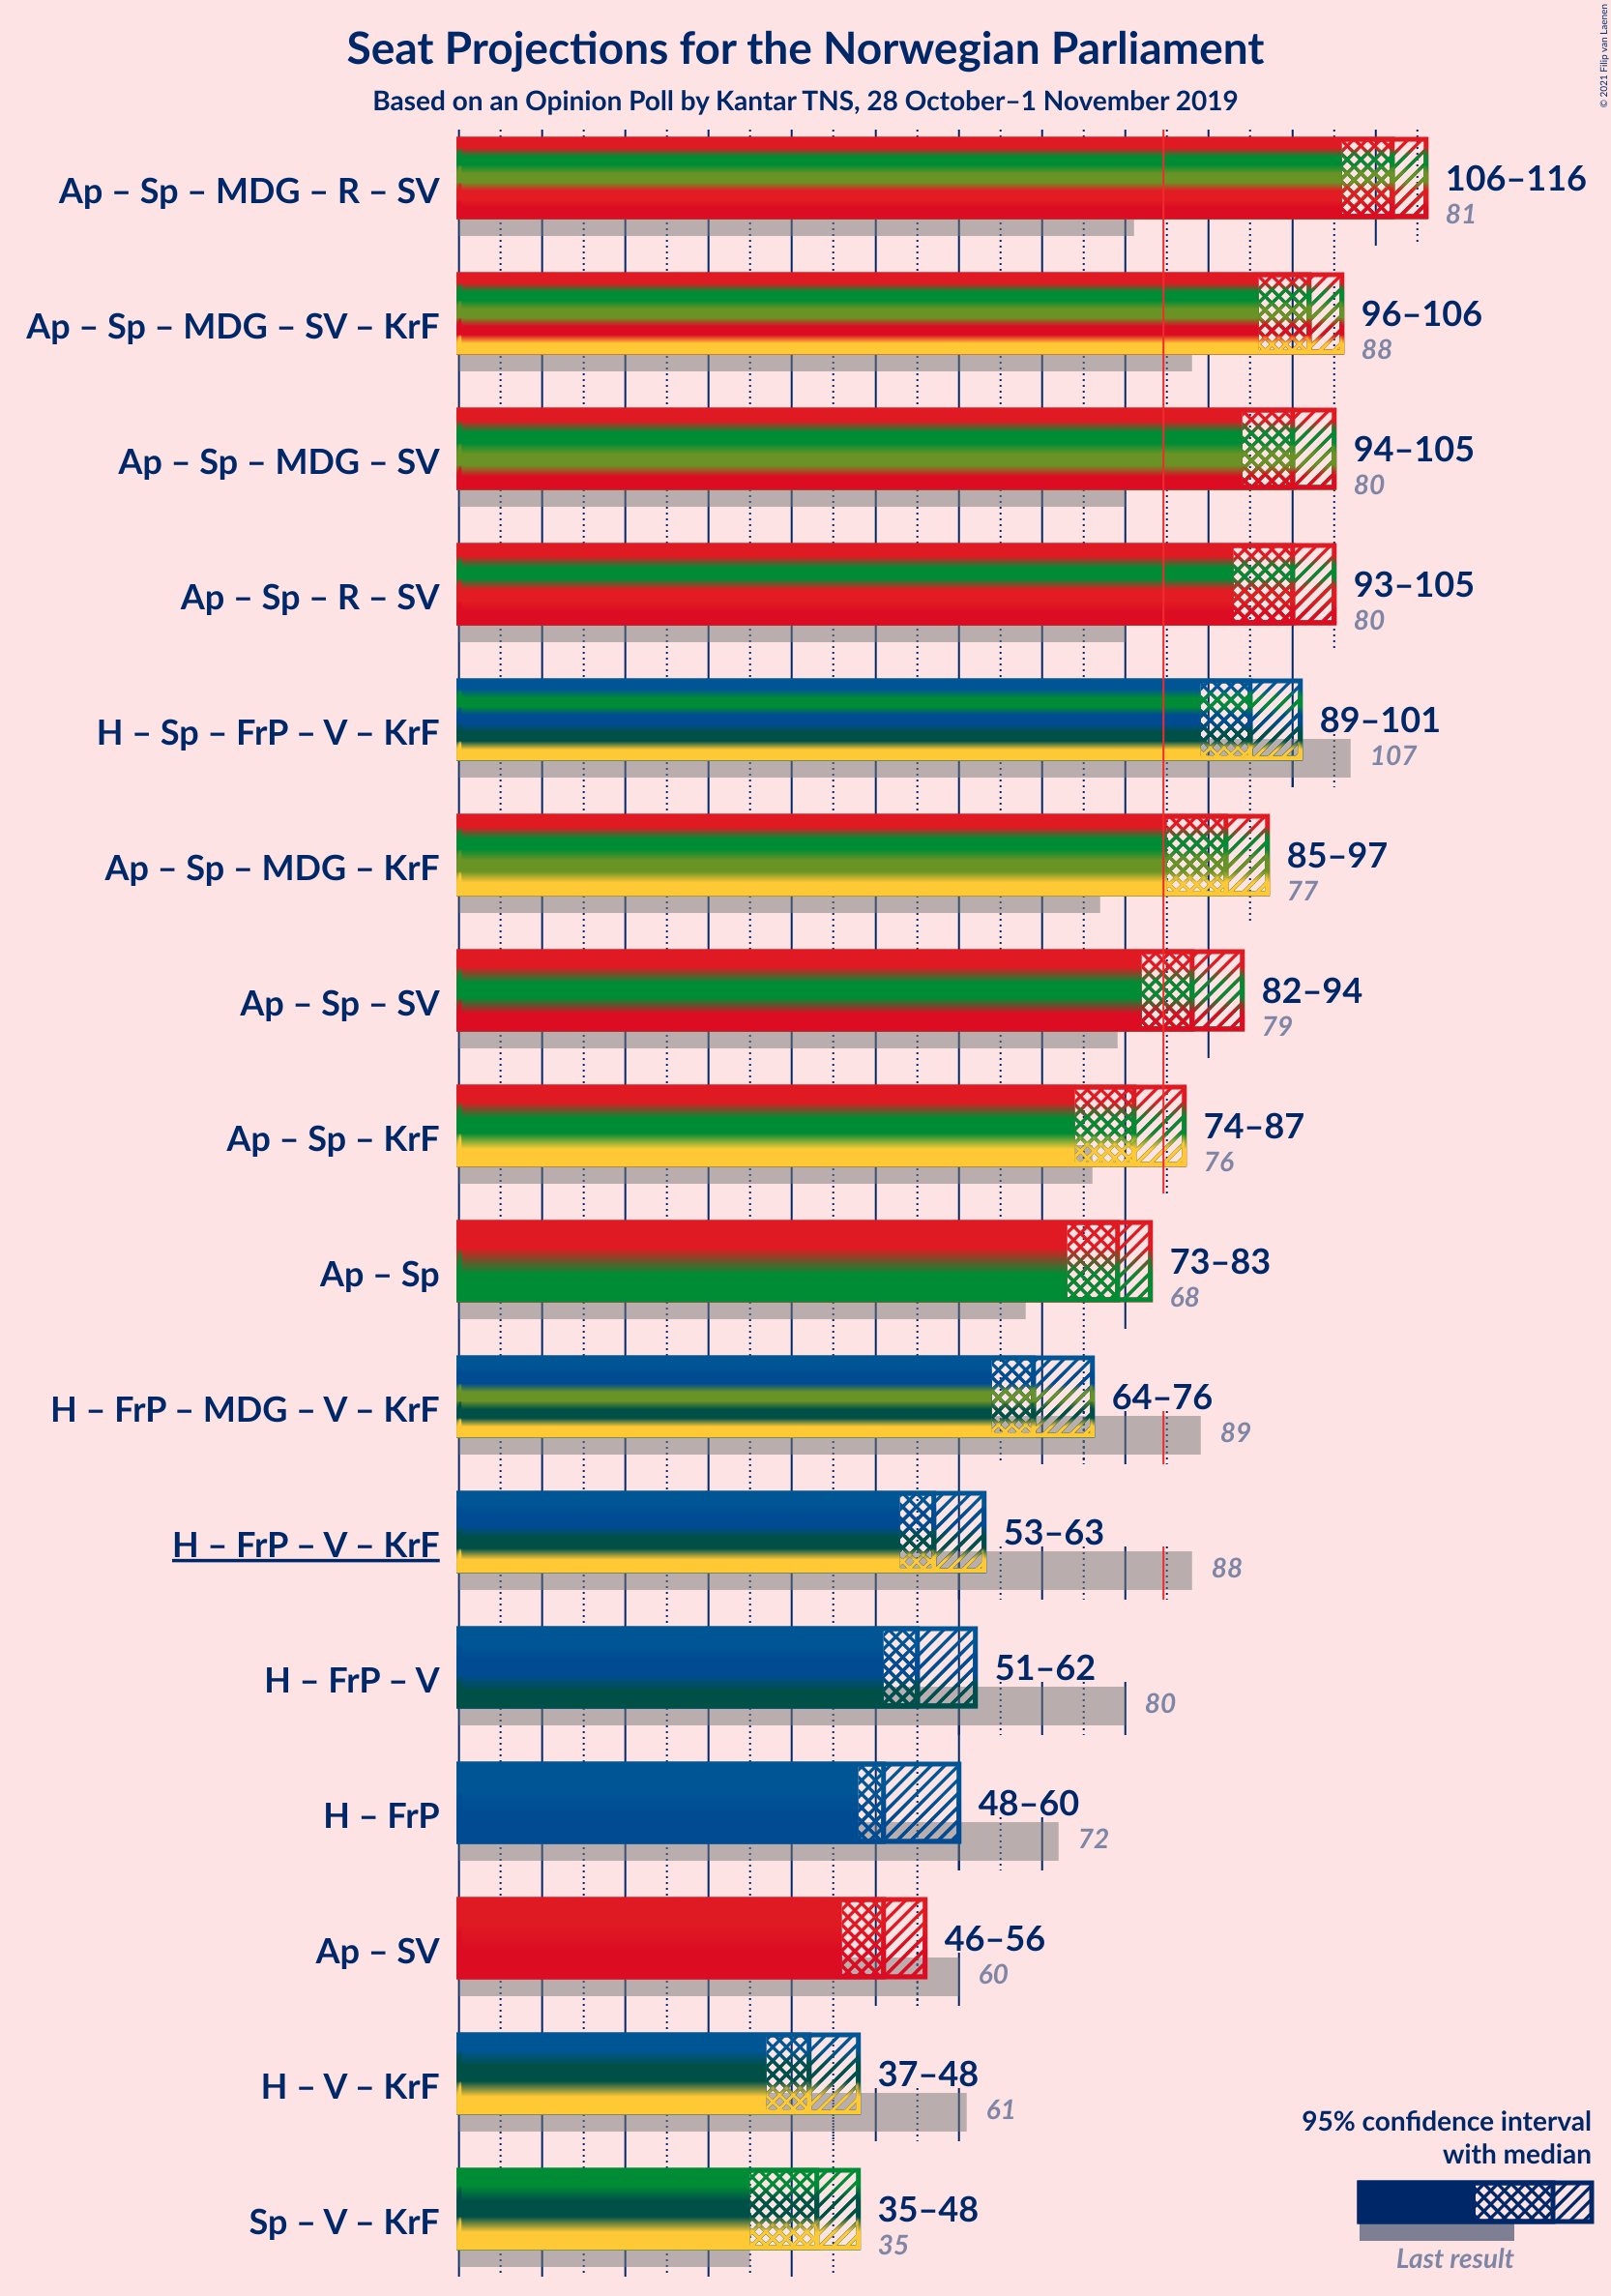 Seat Projections for the Norwegian Parliament
Based on an Opinion Poll by Kantar TNS, 28 October–1 November 2019
© 2021 Filip van Laenen
Ap – Sp – MDG – R – SV
106–116
81
Ap – Sp – MDG – SV – KrF
96–106
88
Ap – Sp – MDG – SV
94–105
80
Ap – Sp – R – SV
93–105
80
H – Sp – FrP – V – KrF
89–101
107
Ap – Sp – MDG – KrF
85–97
77
Ap – Sp – SV
82–94
79
Ap – Sp – KrF
74–87
76
Ap – Sp
73–83
68
H – FrP – MDG – V – KrF
64–76
89
H – FrP – V – KrF
53–63
88
H – FrP – V
51–62
80
H – FrP
48–60
72
Ap – SV
46–56
60
H – V – KrF
37–48
61
Sp – V – KrF
35–48
35
95% confidence interval
with median
Last result